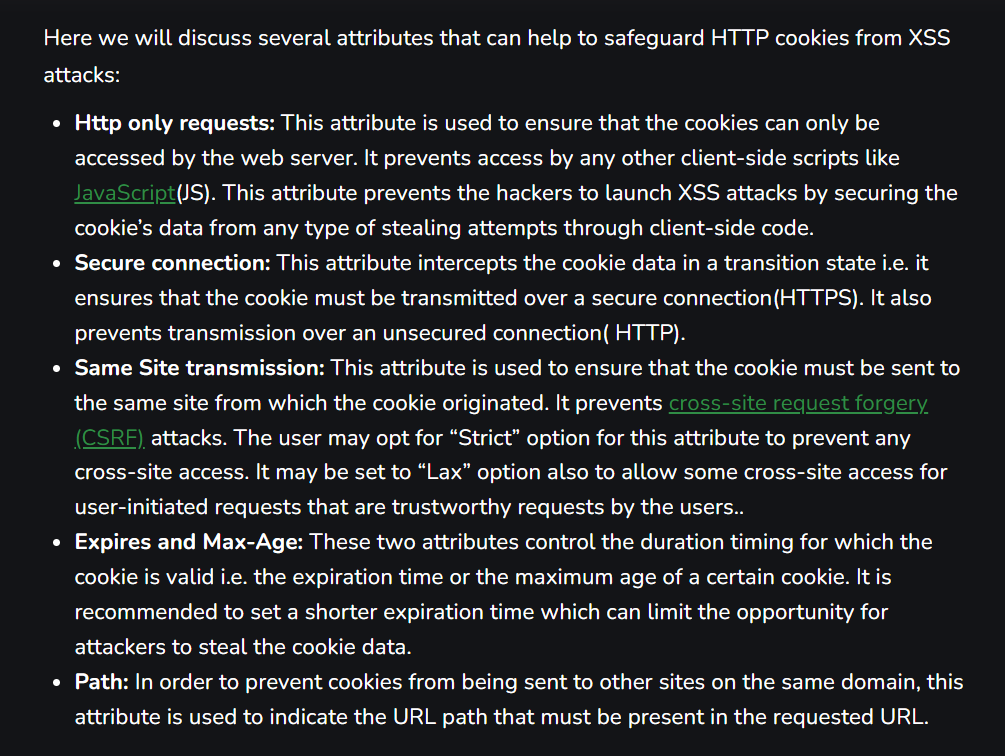 Here we will discuss several attributes that can help to safeguard HTTP cookies from XSS
attacks:
• Http only requests: This attribute is used to ensure that the cookies can only be
accessed by the web server. It prevents access by any other client-side scripts like
JavaScript(JS). This attribute prevents the hackers to launch XSS attacks by securing the
cookie’s data from any type of stealing attempts through client-side code.
• Secure connection: This attribute intercepts the cookie data in a transition state i.e. it
ensures that the cookie must be transmitted over a secure connection(HTTPS). It also
prevents transmission over an unsecured connection( HTTP).
• Same Site transmission: This attribute is used to ensure that the cookie must be sent to
the same site from which the cookie originated. It prevents cross-site request forgery
(CSRF) attacks. The user may opt for “Strict” option for this attribute to prevent any
cross-site access. It may be set to “Lax” option also to allow some cross-site access for
user-initiated requests that are trustworthy requests by the users..
• Expires and Max-Age: These two attributes control the duration timing for which the
cookie is valid i.e. the expiration time or the maximum age of a certain cookie. It is
recommended to set a shorter expiration time which can limit the opportunity for
attackers to steal the cookie data.
• Path: In order to prevent cookies from being sent to other sites on the same domain, this
attribute is used to indicate the URL path that must be present in the requested URL.